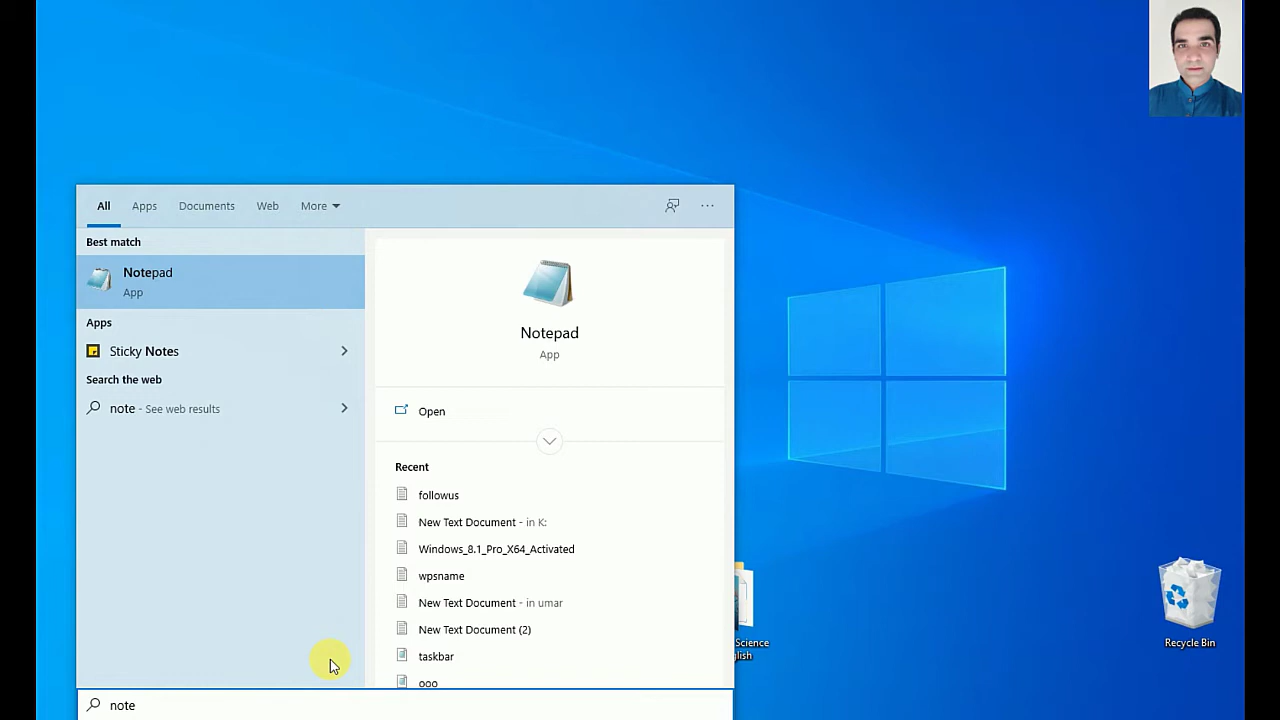 All Apps Documents Web More
Best match
Notepad
App
Apps
Sticky Notes
Search the web
note - See web results
Notepad
App
Open
Recent
followus
New Text Document - in K:
Windows_8.1_Pro_X64_Activated
wpsname
New Text Document - in umar
New Text Document (2)
taskbar
ooo
note
Science
Recycle Bin